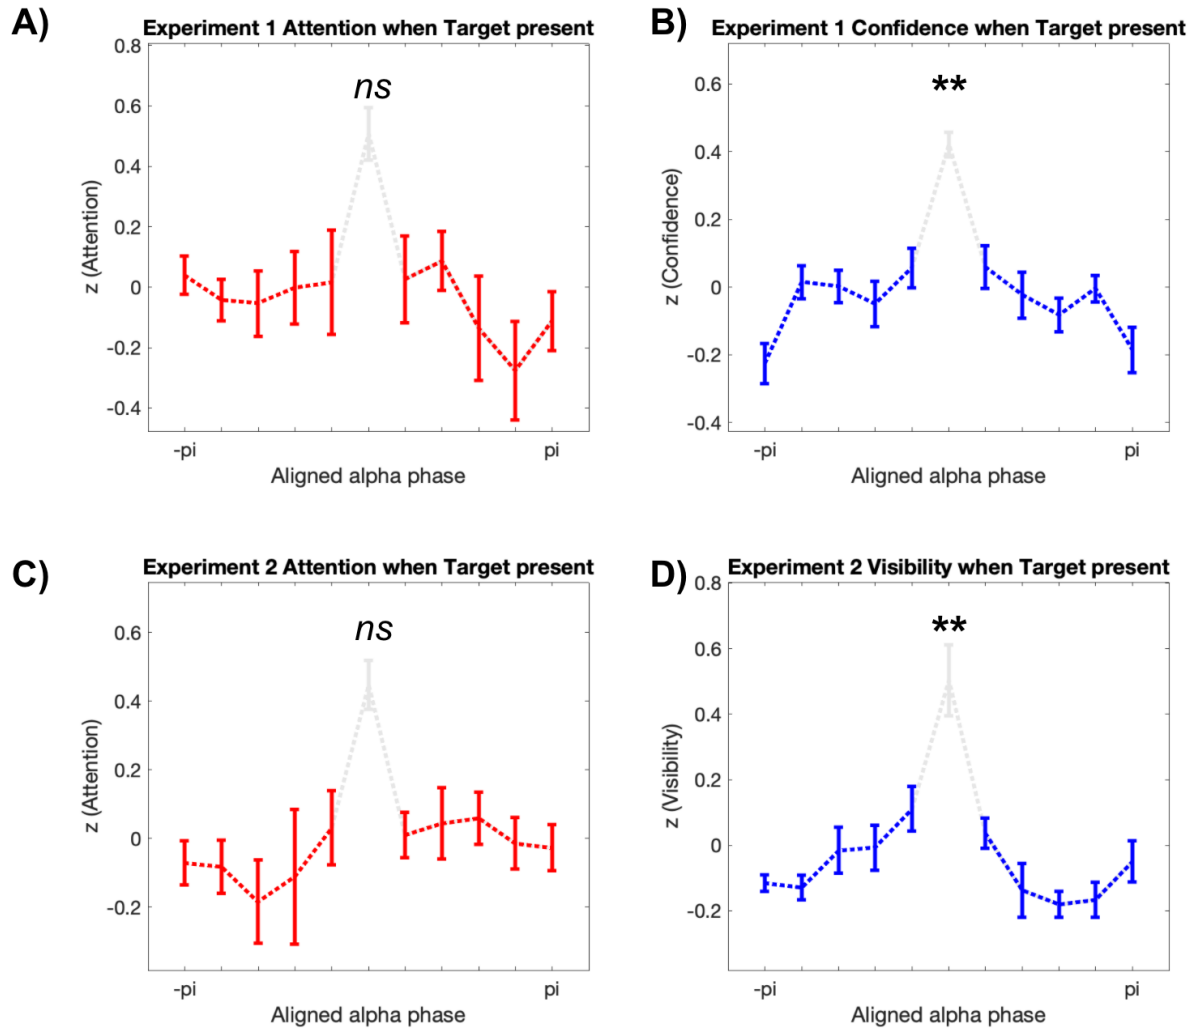 A)
Experiment 1 Attention when Target present
0.8
0.6
0.4
0.2
0
-0.2
-0.4
z (Attention)
ns
-pi
pi
Aligned alpha phase
B)
Experiment 1 Confidence when Target present
0.6
0.4
0.2
0
-0.2
-0.4
z (Confidence)
**
-pi
pi
Aligned alpha phase
C)
Experiment 2 Attention when Target present
0.6
0.4
0.2
0
-0.2
z (Attention)
ns
-pi
pi
Aligned alpha phase
D)
Experiment 2 Visibility when Target present
0.8
0.6
0.4
0.2
0
-0.2
z (Visibility)
**
-pi
pi
Aligned alpha phase